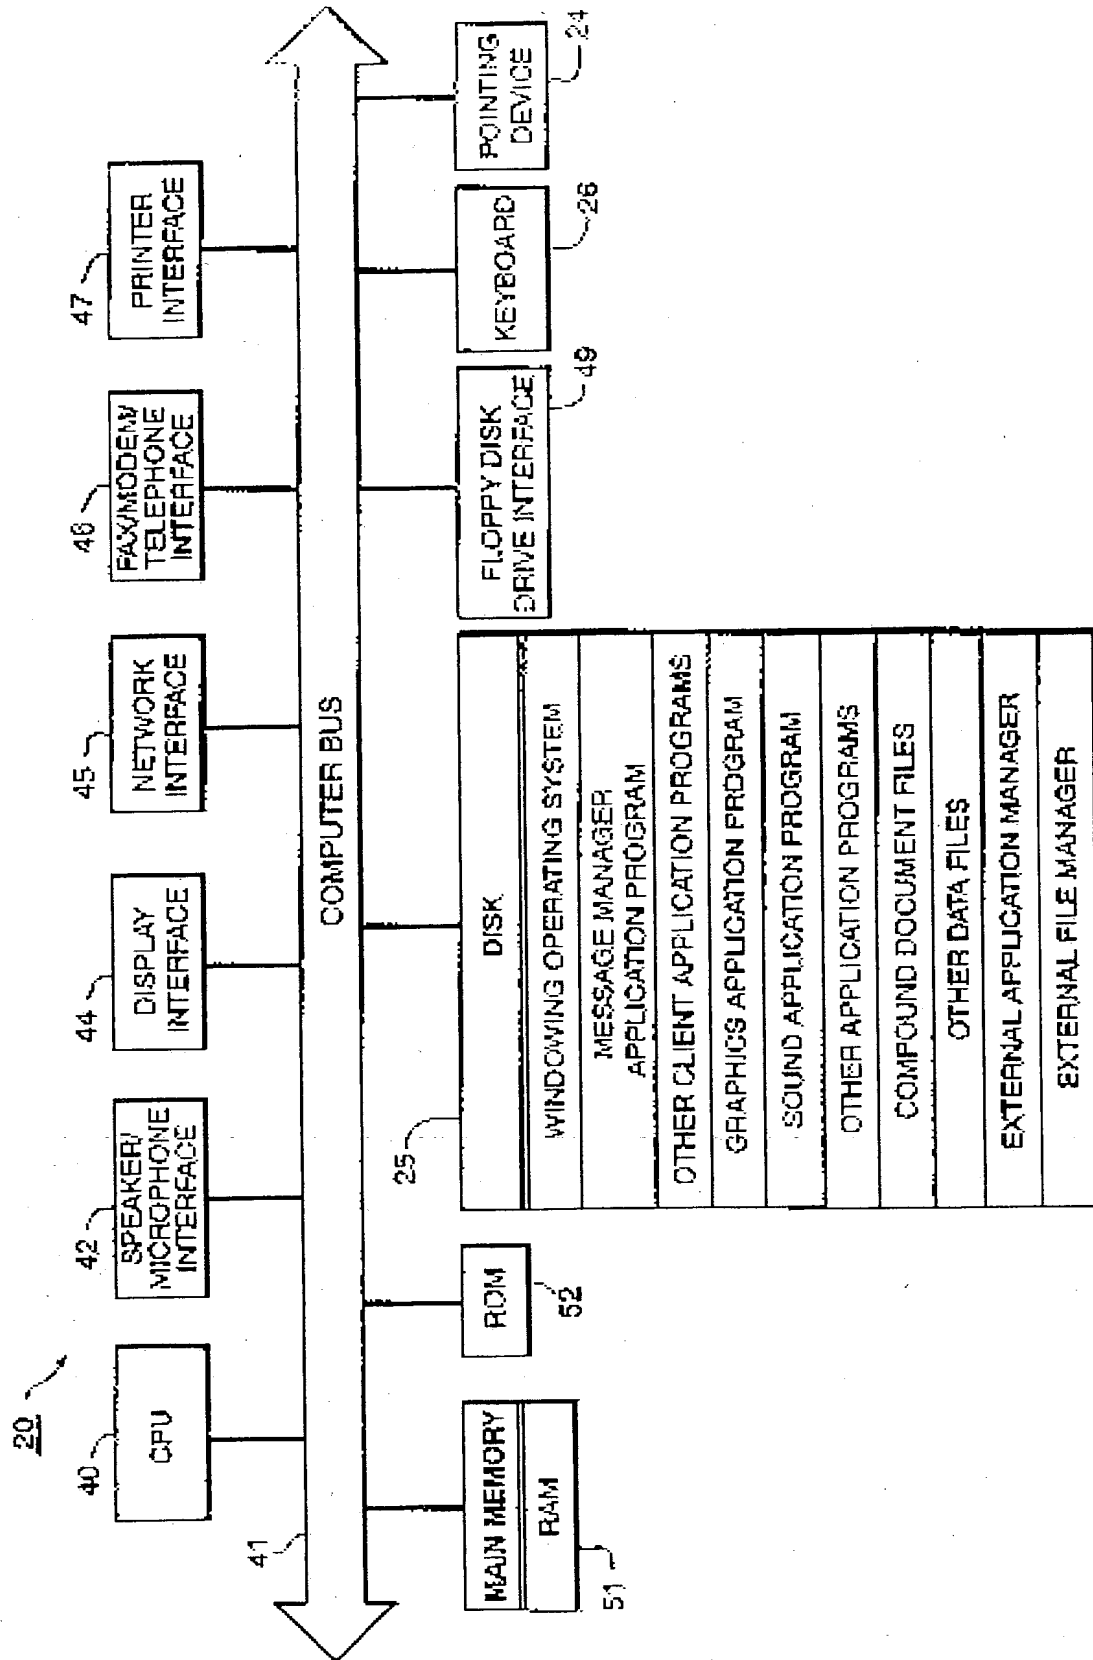 20
40
CPU
42
SPEAKER/
MICROPHONE
INTERFACE
44
DISPLAY
INTERFACE
45
NETWORK
INTERFACE
46
FAX/MODEM/
TELEPHONE
INTERFACE
47
PRINTER
INTERFACE
41
COMPUTER BUS
MAIN MEMORY
RAM
51
ROM
52
25
DISK
WINDOWING OPERATING SYSTEM
MESSAGE MANAGER
APPLICATION PROGRAM
OTHER CLIENT APPLICATION PROGRAMS
GRAPHICS APPLICATION PROGRAM
SOUND APPLICATION PROGRAM
OTHER APPLICATION PROGRAMS
COMPOUND DOCUMENT FILES
OTHER DATA FILES
EXTERNAL APPLICATION MANAGER
EXTERNAL FILE MANAGER
FLOPPY DISK
DRIVE INTERFACE
49
KEYBOARD
26
POINTING
DEVICE
24